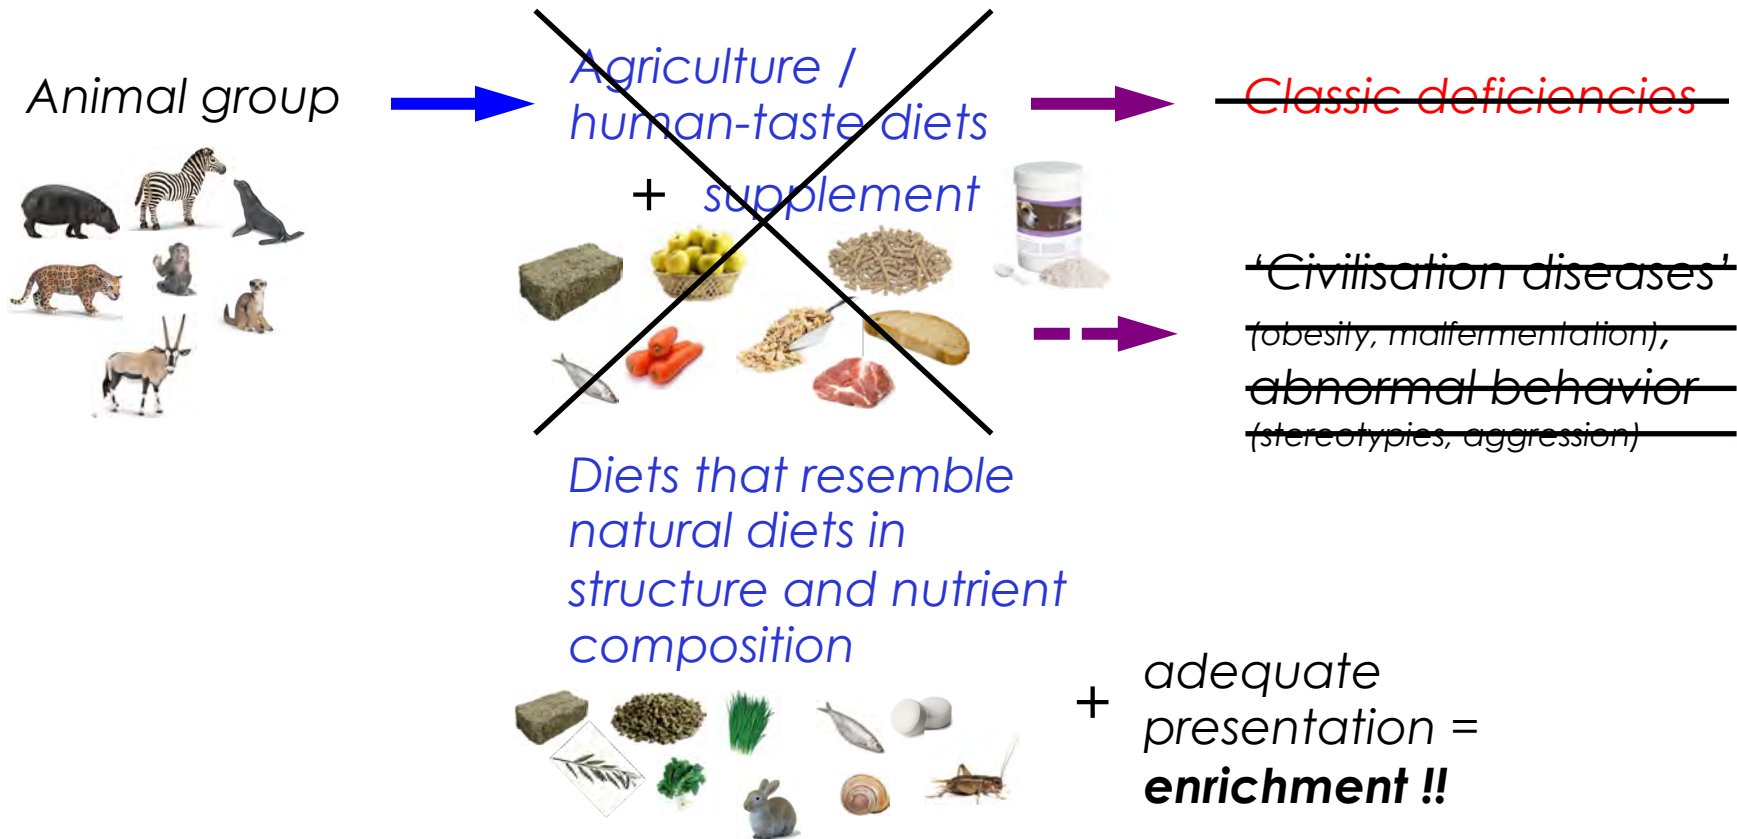 Animal group
Agriculture /
human-taste diets
+ supplement
Classic deficiencies
‘Civilisation diseases’
(obesity, malfermentation),
abnormal behavior
(stereotypies, aggression)
Diets that resemble
natural diets in
structure and nutrient
composition
+ adequate
presentation =
enrichment !!